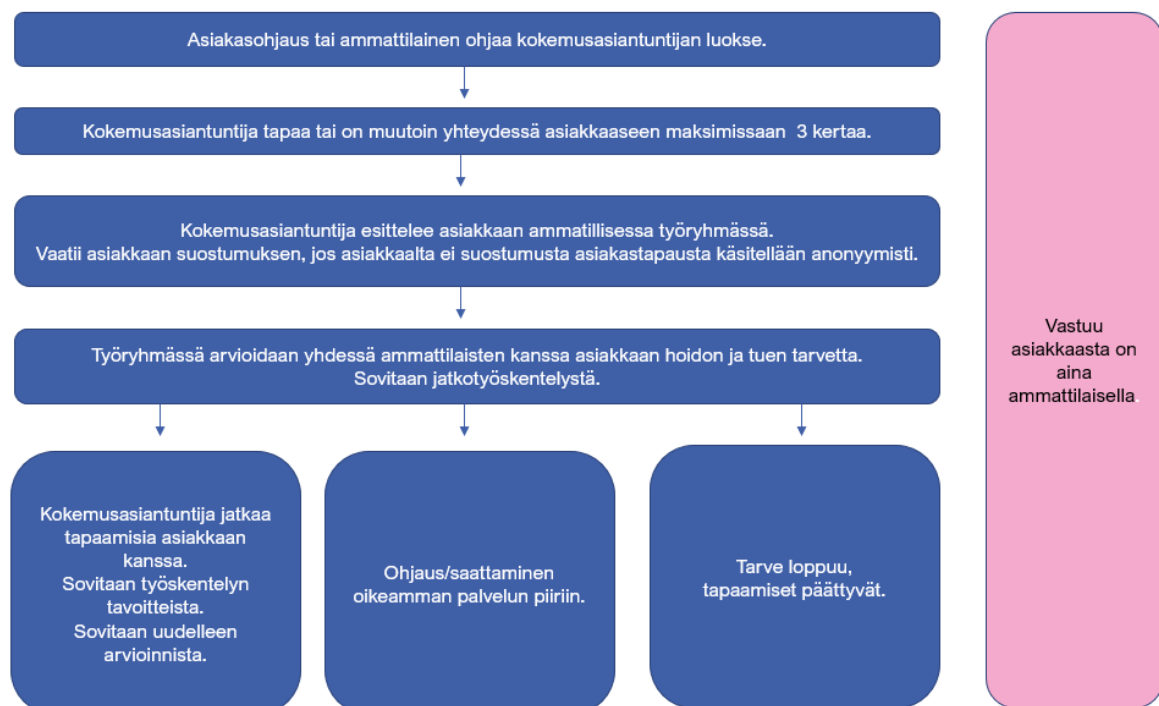 Asiakasohjaus tai ammattilainen ohjaa kokemusasiantuntijan luokse.
Kokemusasiantuntija tapaa tai on muutoin yhteydessä asiakkaaseen maksimissaan 3 kertaa.
Kokemusasiantuntija esittelee asiakkaan ammatillisessa työryhmässä.
Vaatii asiakkaan suostumuksen, jos asiakkaalta ei suostumusta asiakastapausta käsitellään anonyymisti.
Työryhmässä arvioidaan yhdessä ammattilaisten kanssa asiakkaan hoidon ja tuen tarvetta.
Sovitaan jatkotyöskentelystä.
Kokemusasiantuntija jatkaa
tapaamisia asiakkaan
kanssa.
Sovitaan työskentelyn
tavoitteista.
Sovitaan uudelleen
arvioinnista.
Ohjaus/saattaminen
oikeamman palvelun piiriin.
Tarve loppuu,
tapaamiset päättyvät.
Vastuu
asiakkaasta on
aina
ammattilaisella.